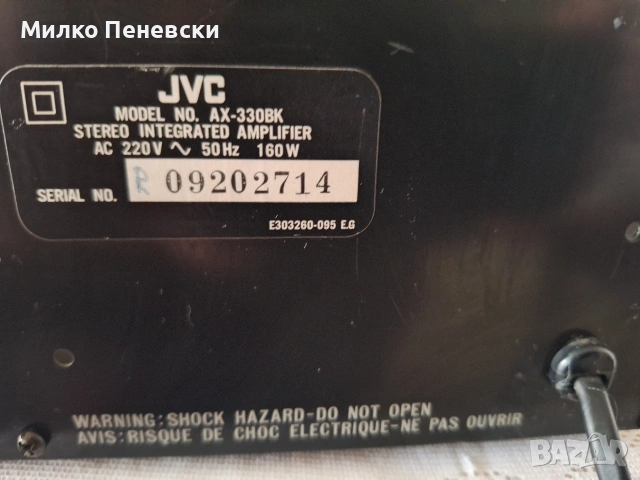 Милко Пеневски
JVC
MODEL NO. AX-330BK
STEREO INTEGRATED AMPLIFIER
AC 220V ∿ 50Hz 160W
SERIAL NO. 09202714
E303260-095 E.G
WARNING: SHOCK HAZARD-DO NOT OPEN
AVIS: RISQUE DE CHOC ELECTRIQUE-NE PAS OUVRIR
BAZAR